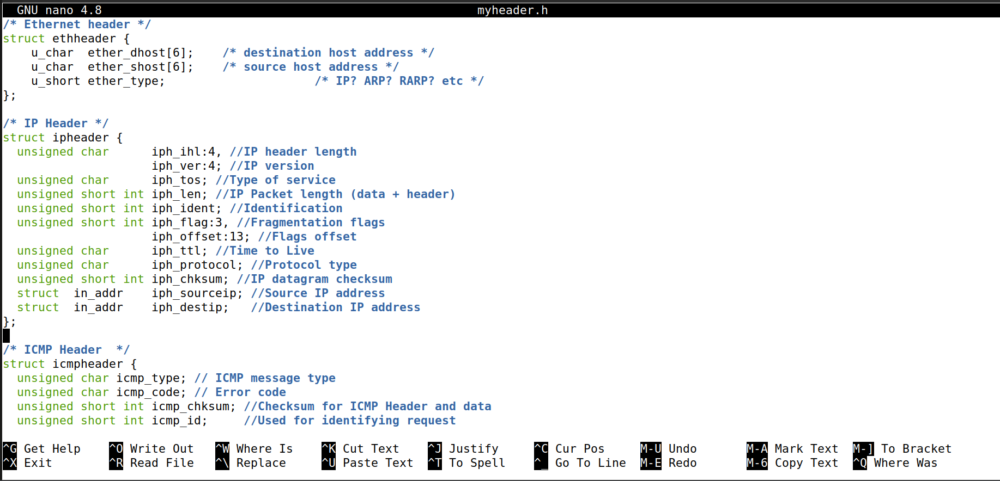 GNU nano 4.8 myheader.h
/* Ethernet header */
struct ethheader {
    u_char  ether_dhost[6];    /* destination host address */
    u_char  ether_shost[6];    /* source host address */
    u_short ether_type;                     /* IP? ARP? RARP? etc */
};
/* IP Header */
struct ipheader {
  unsigned char      iph_ihl:4, //IP header length
                     iph_ver:4; //IP version
  unsigned char      iph_tos; //Type of service
  unsigned short int iph_len; //IP Packet length (data + header)
  unsigned short int iph_ident; //Identification
  unsigned short int iph_flag:3, //Fragmentation flags
                     iph_offset:13; //Flags offset
  unsigned char      iph_ttl; //Time to Live
  unsigned char      iph_protocol; //Protocol type
  unsigned short int iph_chksum; //IP datagram checksum
  struct  in_addr    iph_sourceip; //Source IP address
  struct  in_addr    iph_destip;   //Destination IP address
};
/* ICMP Header  */
struct icmpheader {
  unsigned char icmp_type; // ICMP message type
  unsigned char icmp_code; // Error code
  unsigned short int icmp_chksum; //Checksum for ICMP Header and data
  unsigned short int icmp_id;     //Used for identifying request
^G Get Help ^O Write Out ^W Where Is ^K Cut Text ^J Justify ^C Cur Pos M-U Undo M-A Mark Text M-] To Bracket
^X Exit ^R Read File ^\ Replace ^U Paste Text ^T To Spell ^_ Go To Line M-E Redo M-6 Copy Text ^Q Where Was